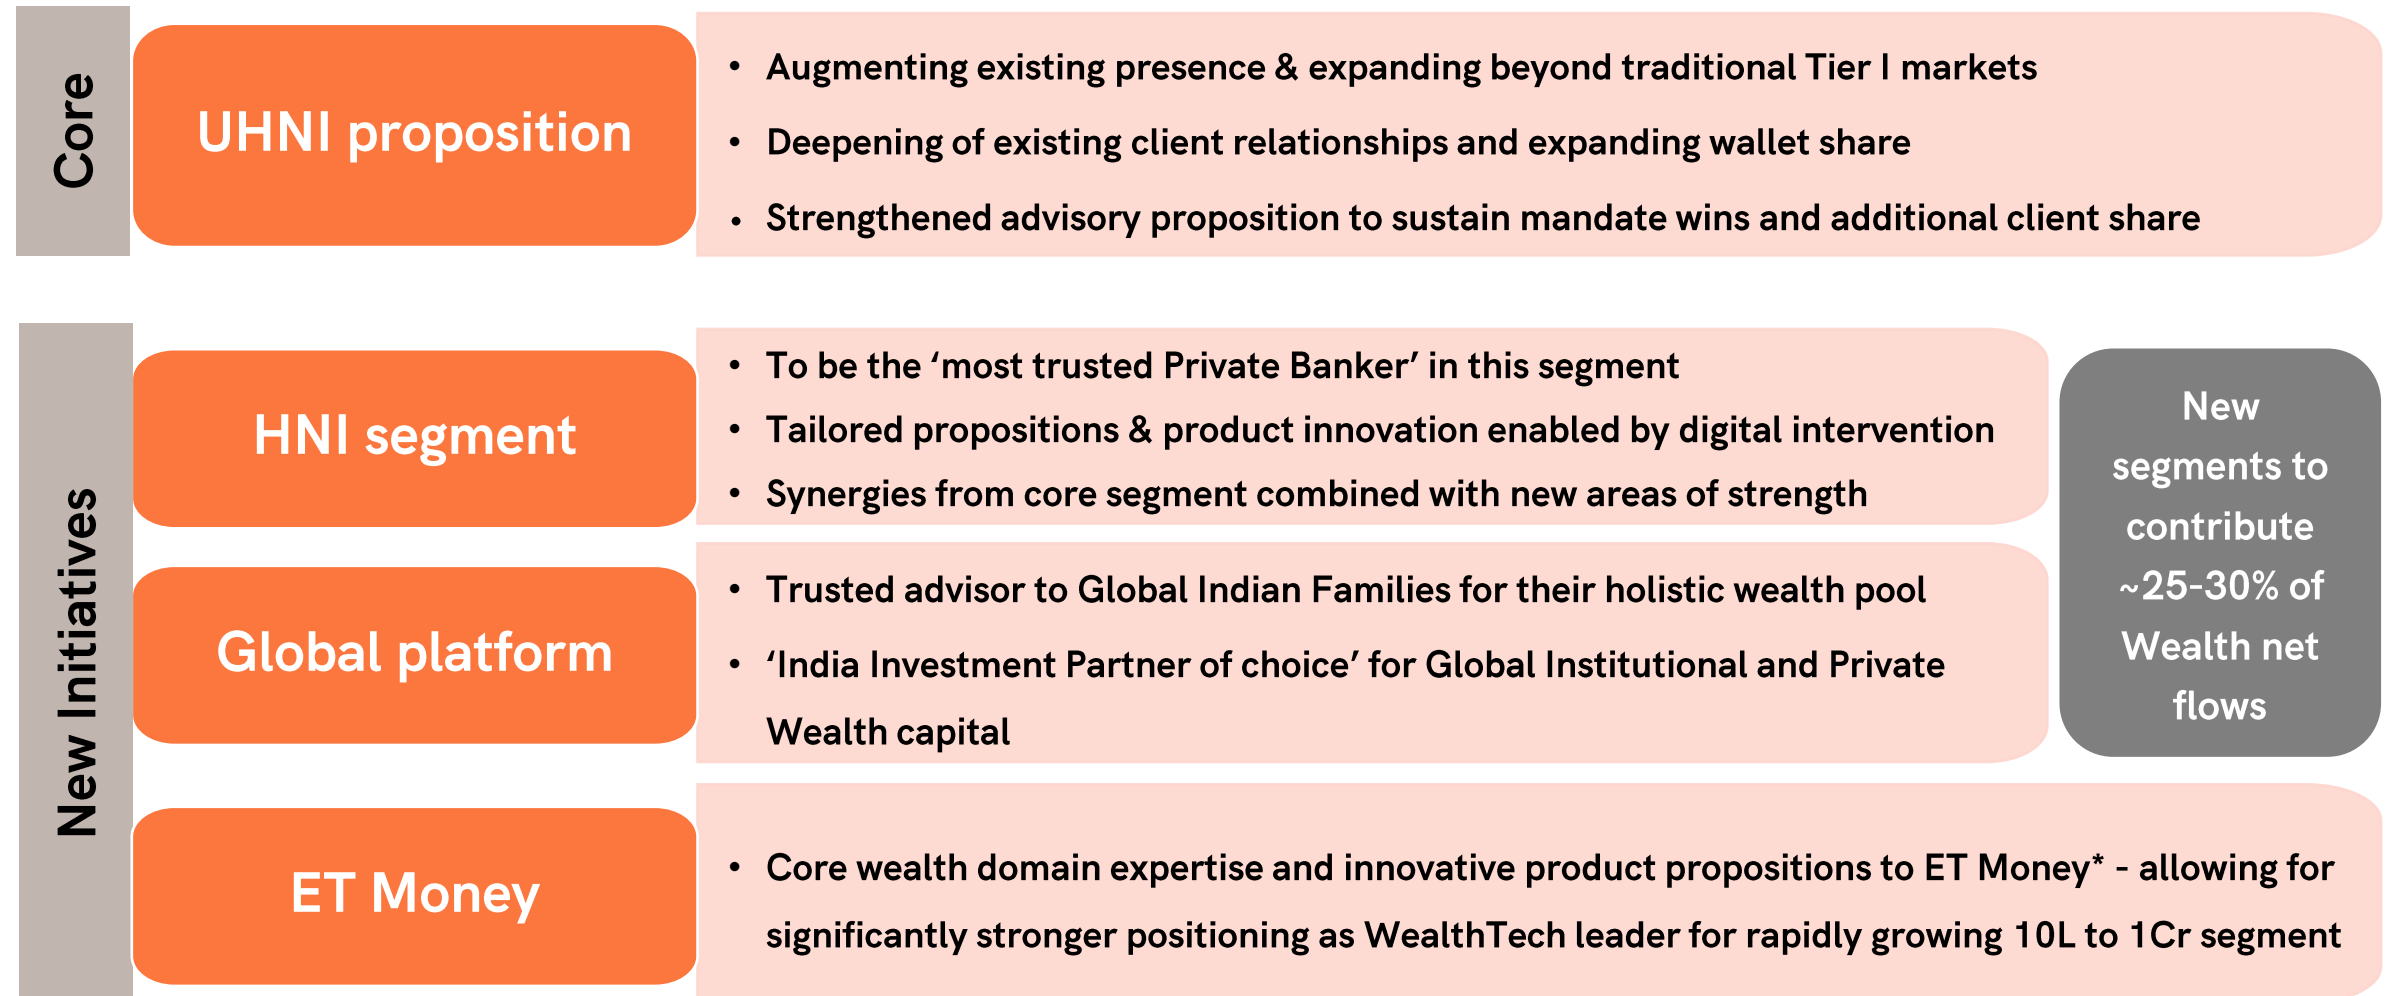 Core
UHNI proposition
• Augmenting existing presence & expanding beyond traditional Tier I markets
• Deepening of existing client relationships and expanding wallet share
• Strengthened advisory proposition to sustain mandate wins and additional client share
New Initiatives
HNI segment
• To be the ‘most trusted Private Banker’ in this segment
• Tailored propositions & product innovation enabled by digital intervention
• Synergies from core segment combined with new areas of strength
Global platform
• Trusted advisor to Global Indian Families for their holistic wealth pool
• ‘India Investment Partner of choice’ for Global Institutional and Private
Wealth capital
New
segments to
contribute
~25-30% of
Wealth net
flows
ET Money
• Core wealth domain expertise and innovative product propositions to ET Money* - allowing for
significantly stronger positioning as WealthTech leader for rapidly growing 10L to 1Cr segment